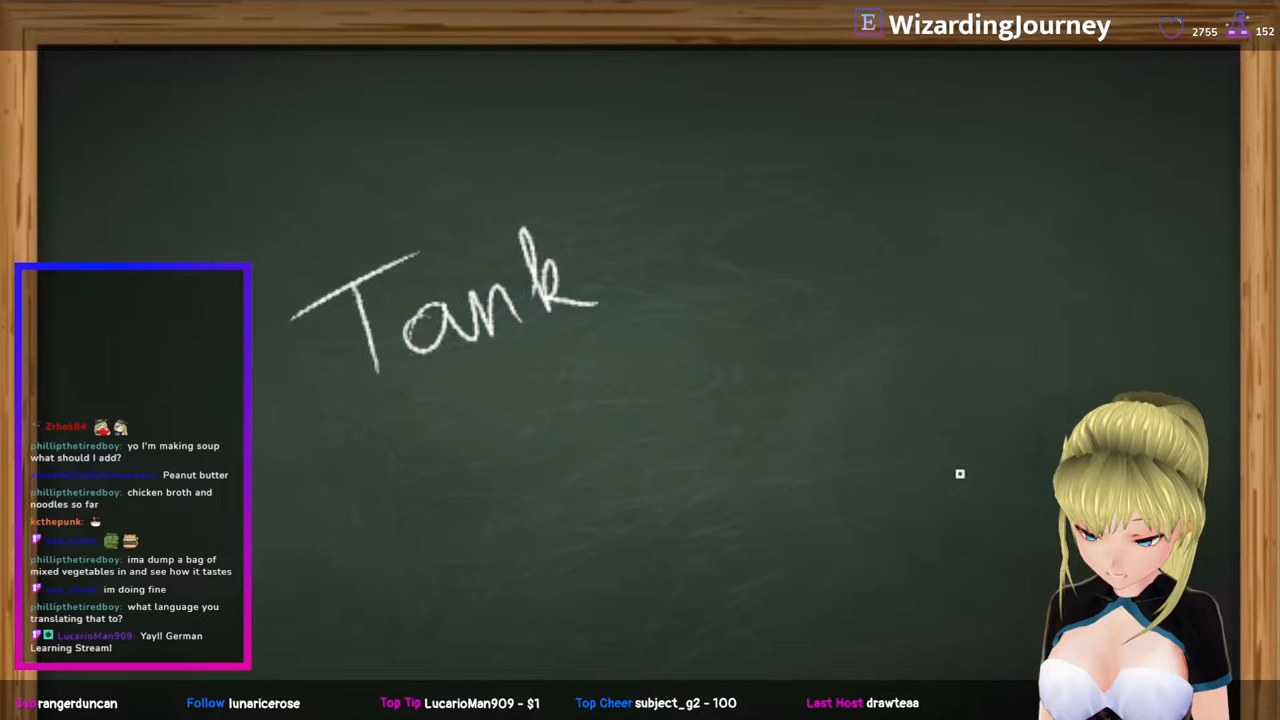 E WizardingJourney
2755
152
Tank
Zrbok64
phillipthetiredboy: yo I'm making soup
what should I add?
Peanut butter
phillipthetiredboy: chicken broth and
noodles so far
kcthepunk:
phillipthetiredboy: ima dump a bag of
mixed vegetables in and see how it tastes
im doing fine
phillipthetiredboy: what language you
translating that to?
LucarioMan909: Yay!! German
Learning Stream!
Sub rangerduncan
Follow lunaricerose
Top Tip LucarioMan909 - $1
Top Cheer subject_g2 - 100
Last Host drawteaa